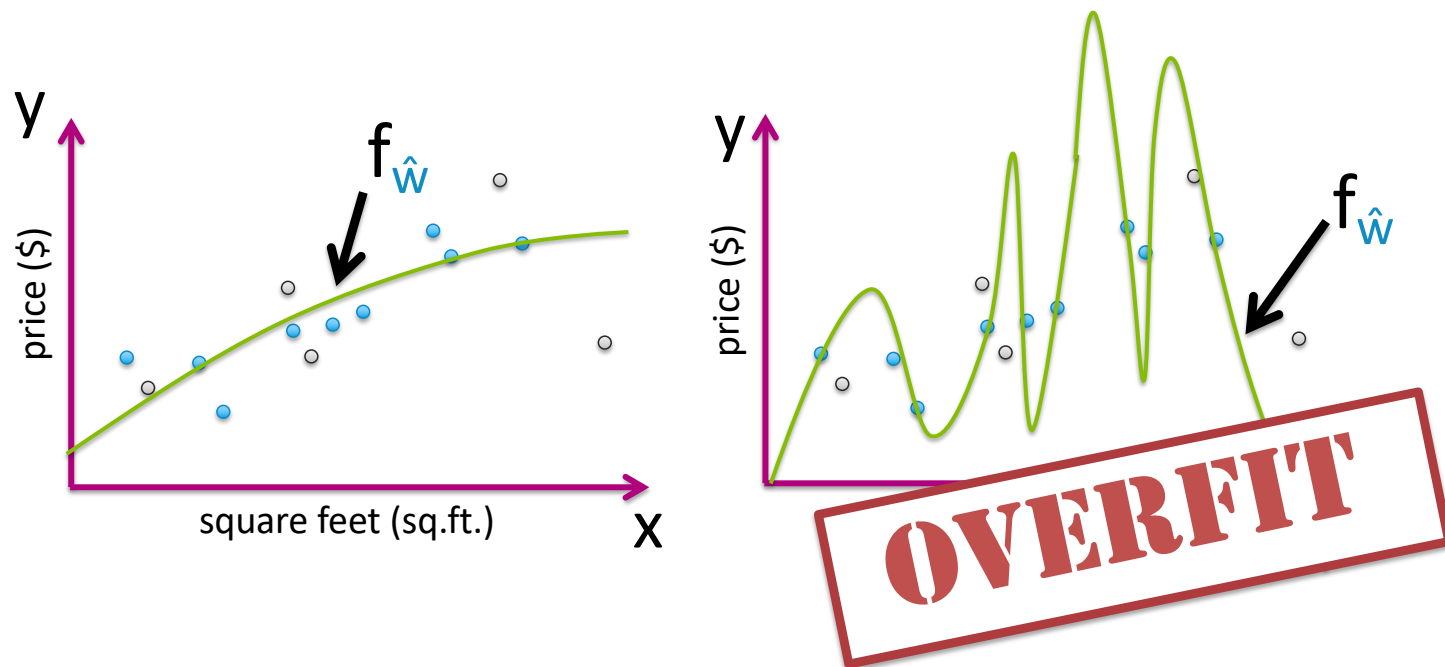 y
f ŵ
price ($)
square feet (sq.ft.)
x
y
f ŵ
price ($)
OVERFIT